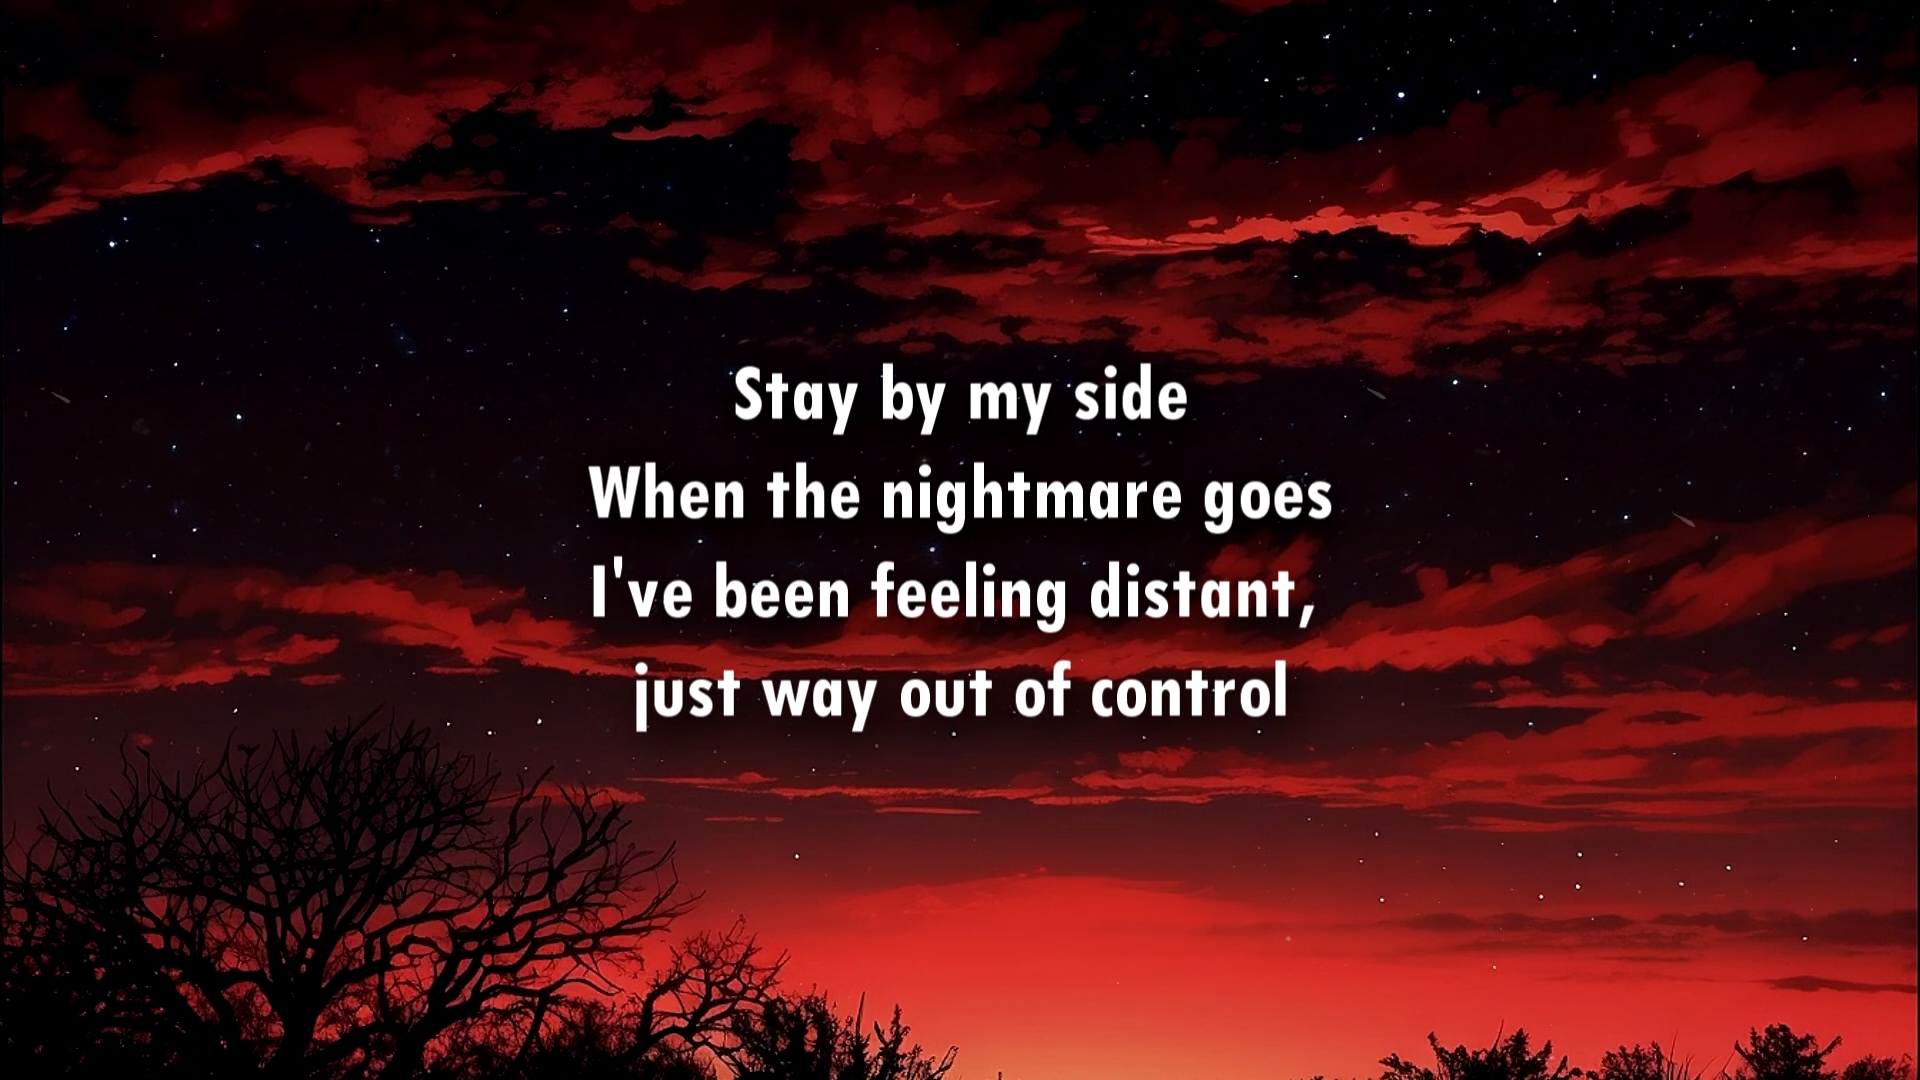 Stay by my side
When the nightmare goes
I've been feeling distant,
just way out of control